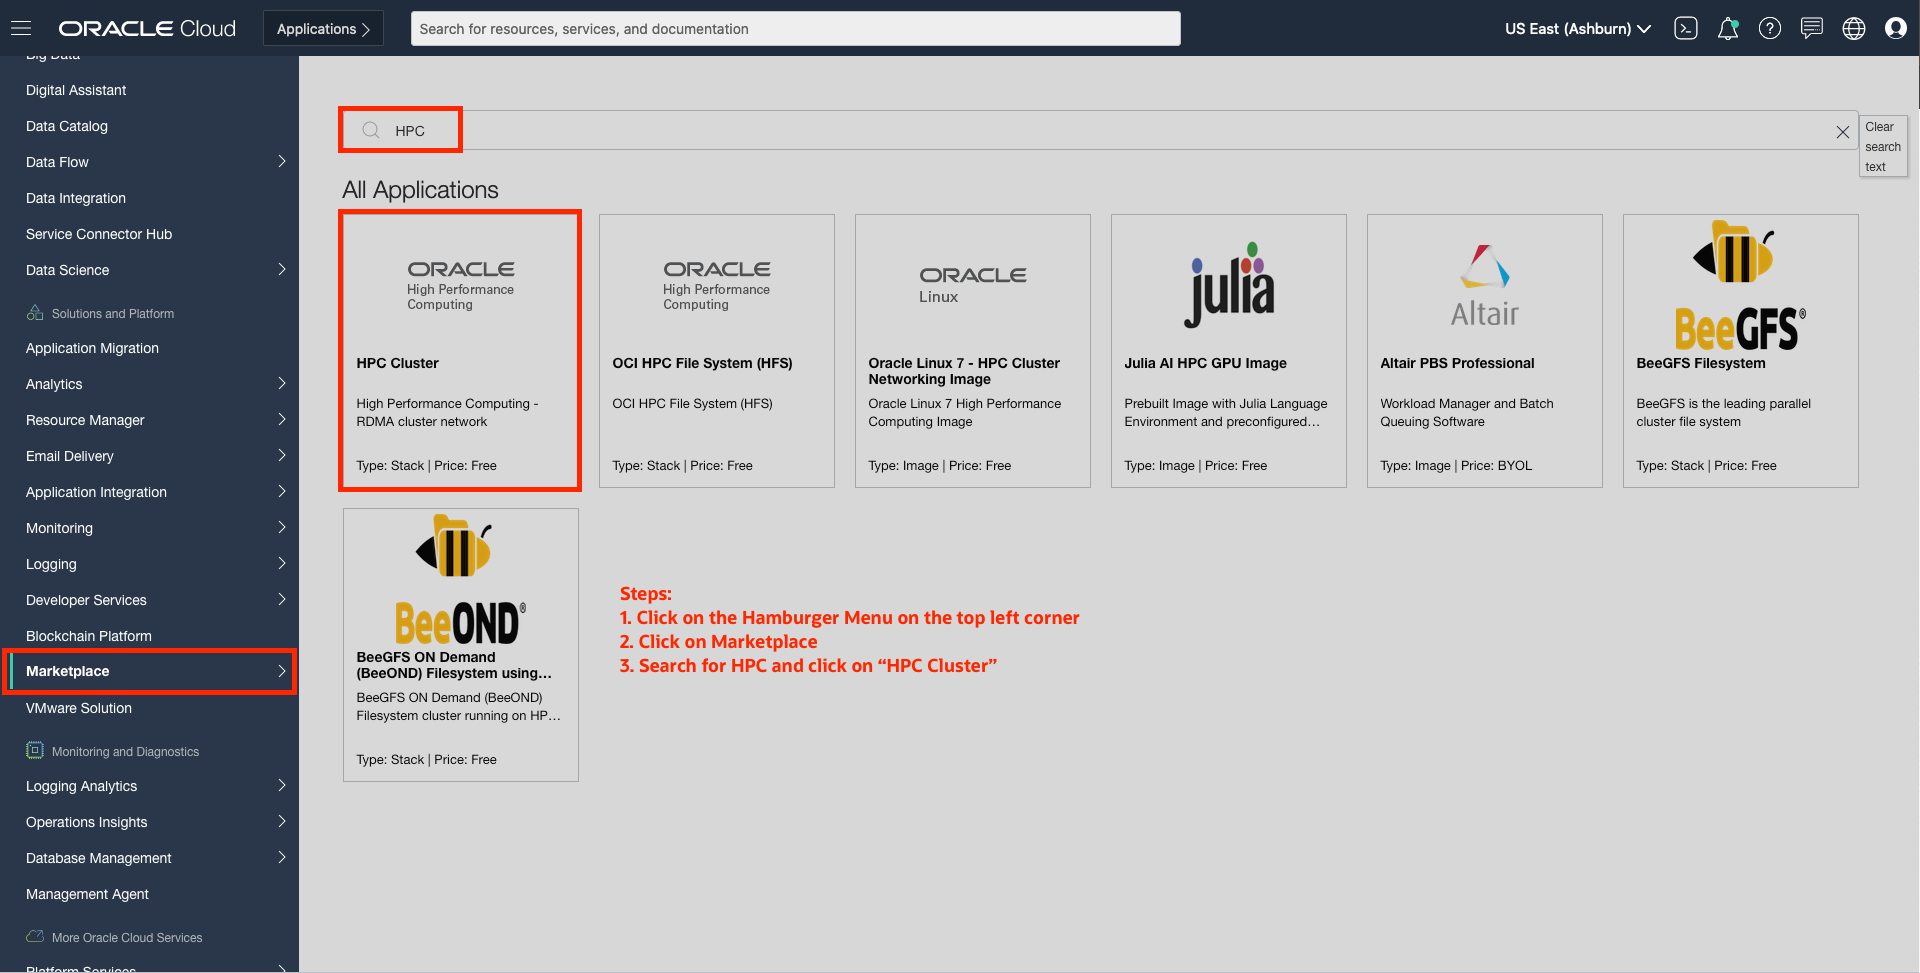 ORACLE Cloud
Applications
Search for resources, services, and documentation
US East (Ashburn)
Big Data
Digital Assistant
Data Catalog
Data Flow
Data Integration
Service Connector Hub
Data Science
Solutions and Platform
Application Migration
Analytics
Resource Manager
Email Delivery
Application Integration
Monitoring
Logging
Developer Services
Blockchain Platform
Marketplace
VMware Solution
Monitoring and Diagnostics
Logging Analytics
Operations Insights
Database Management
Management Agent
More Oracle Cloud Services
Platform Services
HPC
Clear
search
text
All Applications
ORACLE
High Performance
Computing
HPC Cluster
High Performance Computing -
RDMA cluster network
Type: Stack | Price: Free
ORACLE
High Performance
Computing
OCI HPC File System (HFS)
OCI HPC File System (HFS)
Type: Stack | Price: Free
ORACLE
Linux
Oracle Linux 7 - HPC Cluster
Networking Image
Oracle Linux 7 High Performance
Computing Image
Type: Image | Price: Free
julia
Julia AI HPC GPU Image
Prebuilt Image with Julia Language
Environment and preconfigured...
Type: Image | Price: Free
Altair
Altair PBS Professional
Workload Manager and Batch
Queuing Software
Type: Image | Price: BYOL
BeeGFS®
BeeGFS Filesystem
BeeGFS is the leading parallel
cluster file system
Type: Stack | Price: Free
BeeOND®
BeeGFS ON Demand
(BeeOND) Filesystem using...
BeeGFS ON Demand (BeeOND)
Filesystem cluster running on HP...
Type: Stack | Price: Free
Steps:
1. Click on the Hamburger Menu on the top left corner
2. Click on Marketplace
3. Search for HPC and click on “HPC Cluster”